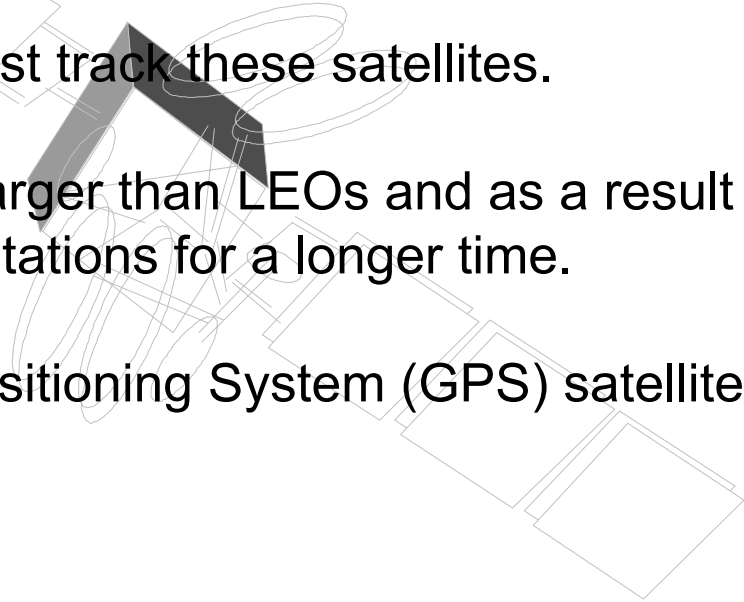 st track these satellites.
arger than LEOs and as a result
tations for a longer time.
sitioning System (GPS) satellite